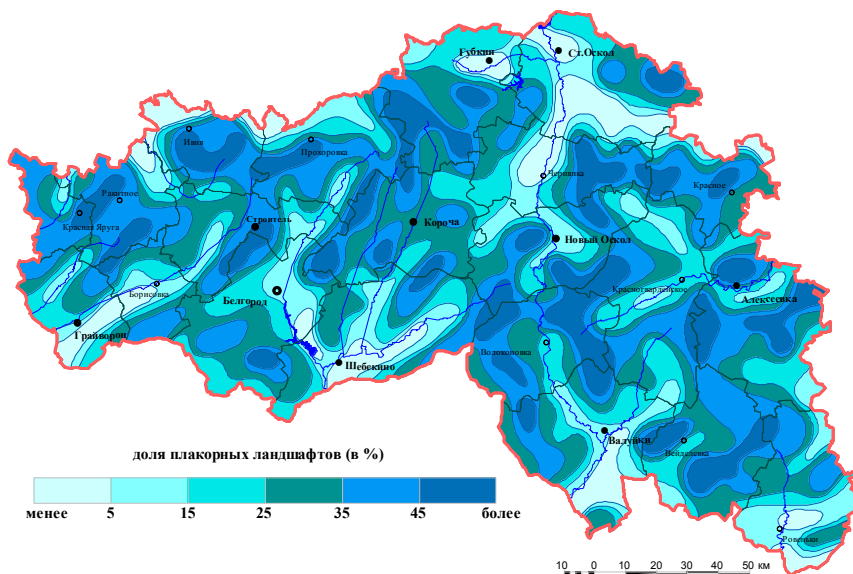 Губкин
Ст.Оскол
Ивня
Прохоровка
Чернянка
Красное
Ракитное
Красная Яруга
Строитель
Короча
Новый Оскол
Борисовка
Белгород
Красногвардейское
Алексеевка
Грайворон
Шебекино
Волоконовка
Валуйки
Вейделевка
Ровеньки
доля плакорных ландшафтов (в %)
менее 5 15 25 35 45 более
10 0 10 20 30 40 50 км